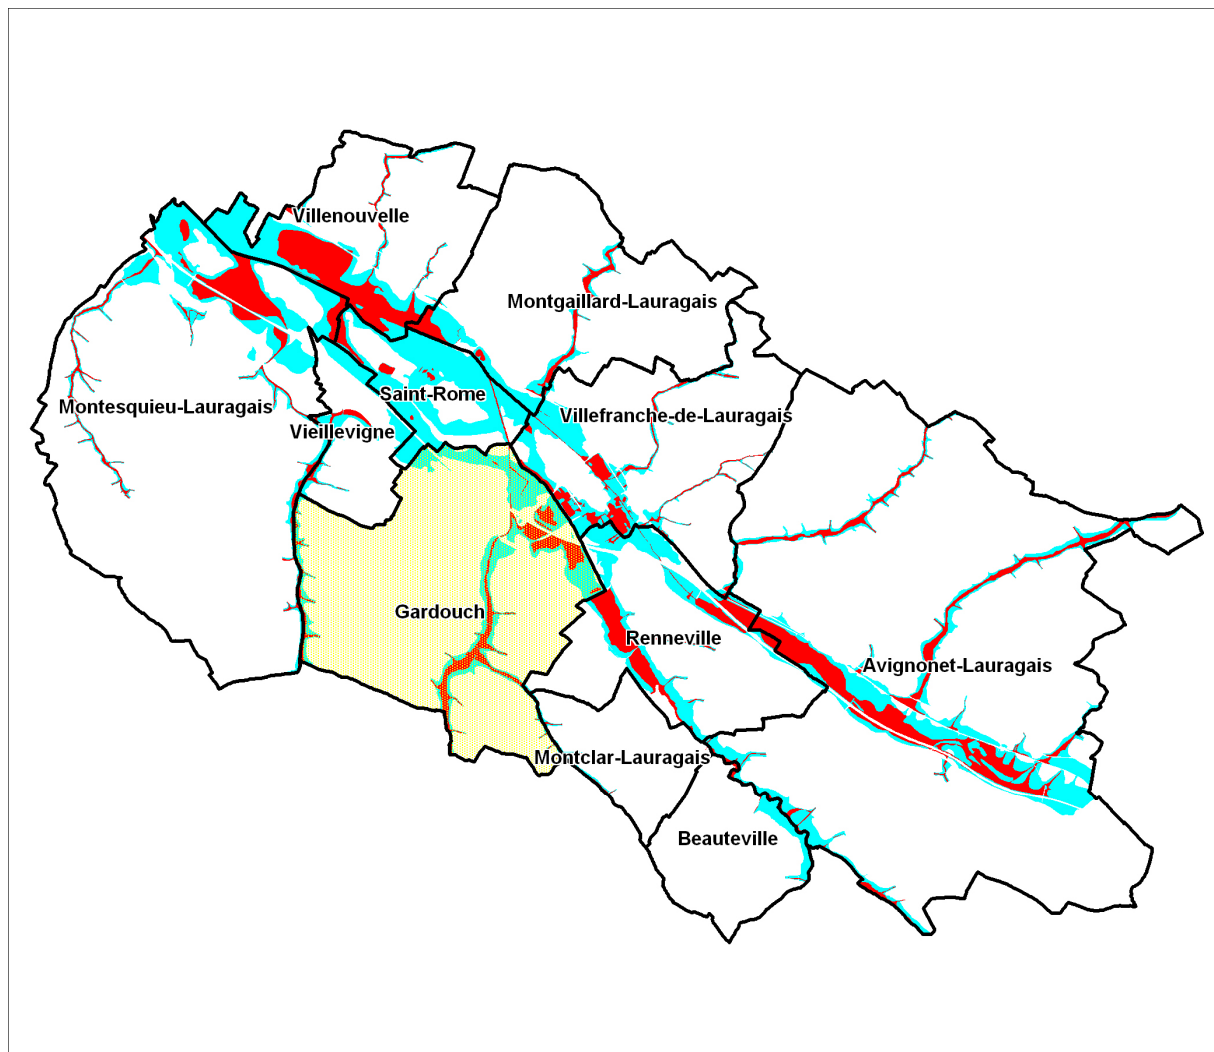 Villenouvelle
Montgaillard-Lauragais
Saint-Rome
Montesquieu-Lauragais
Villefranche-de-Lauragais
Vieillevigne
Gardouch
Renneville
Avignonet-Lauragais
Montclar-Lauragais
Beauteville